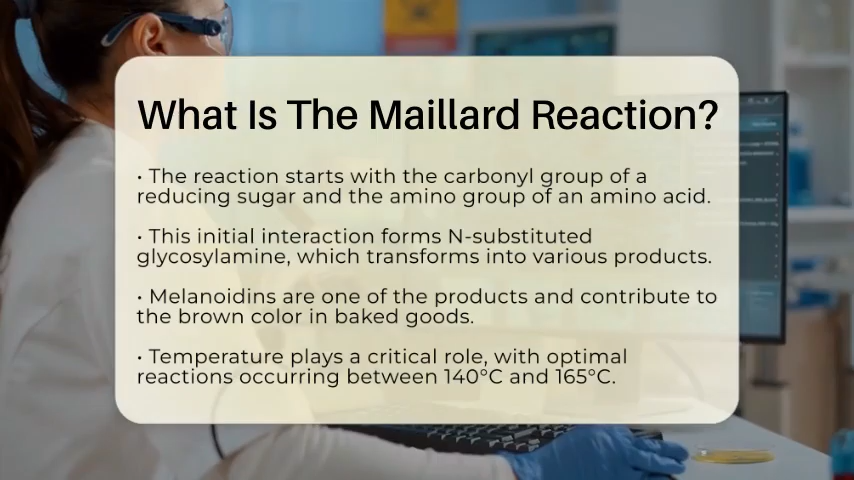 What Is The Maillard Reaction?
• The reaction starts with the carbonyl group of a
reducing sugar and the amino group of an amino acid.
• This initial interaction forms N-substituted
glycosylamine, which transforms into various products.
• Melanoidins are one of the products and contribute to
the brown color in baked goods.
• Temperature plays a critical role, with optimal
reactions occurring between 140°C and 165°C.